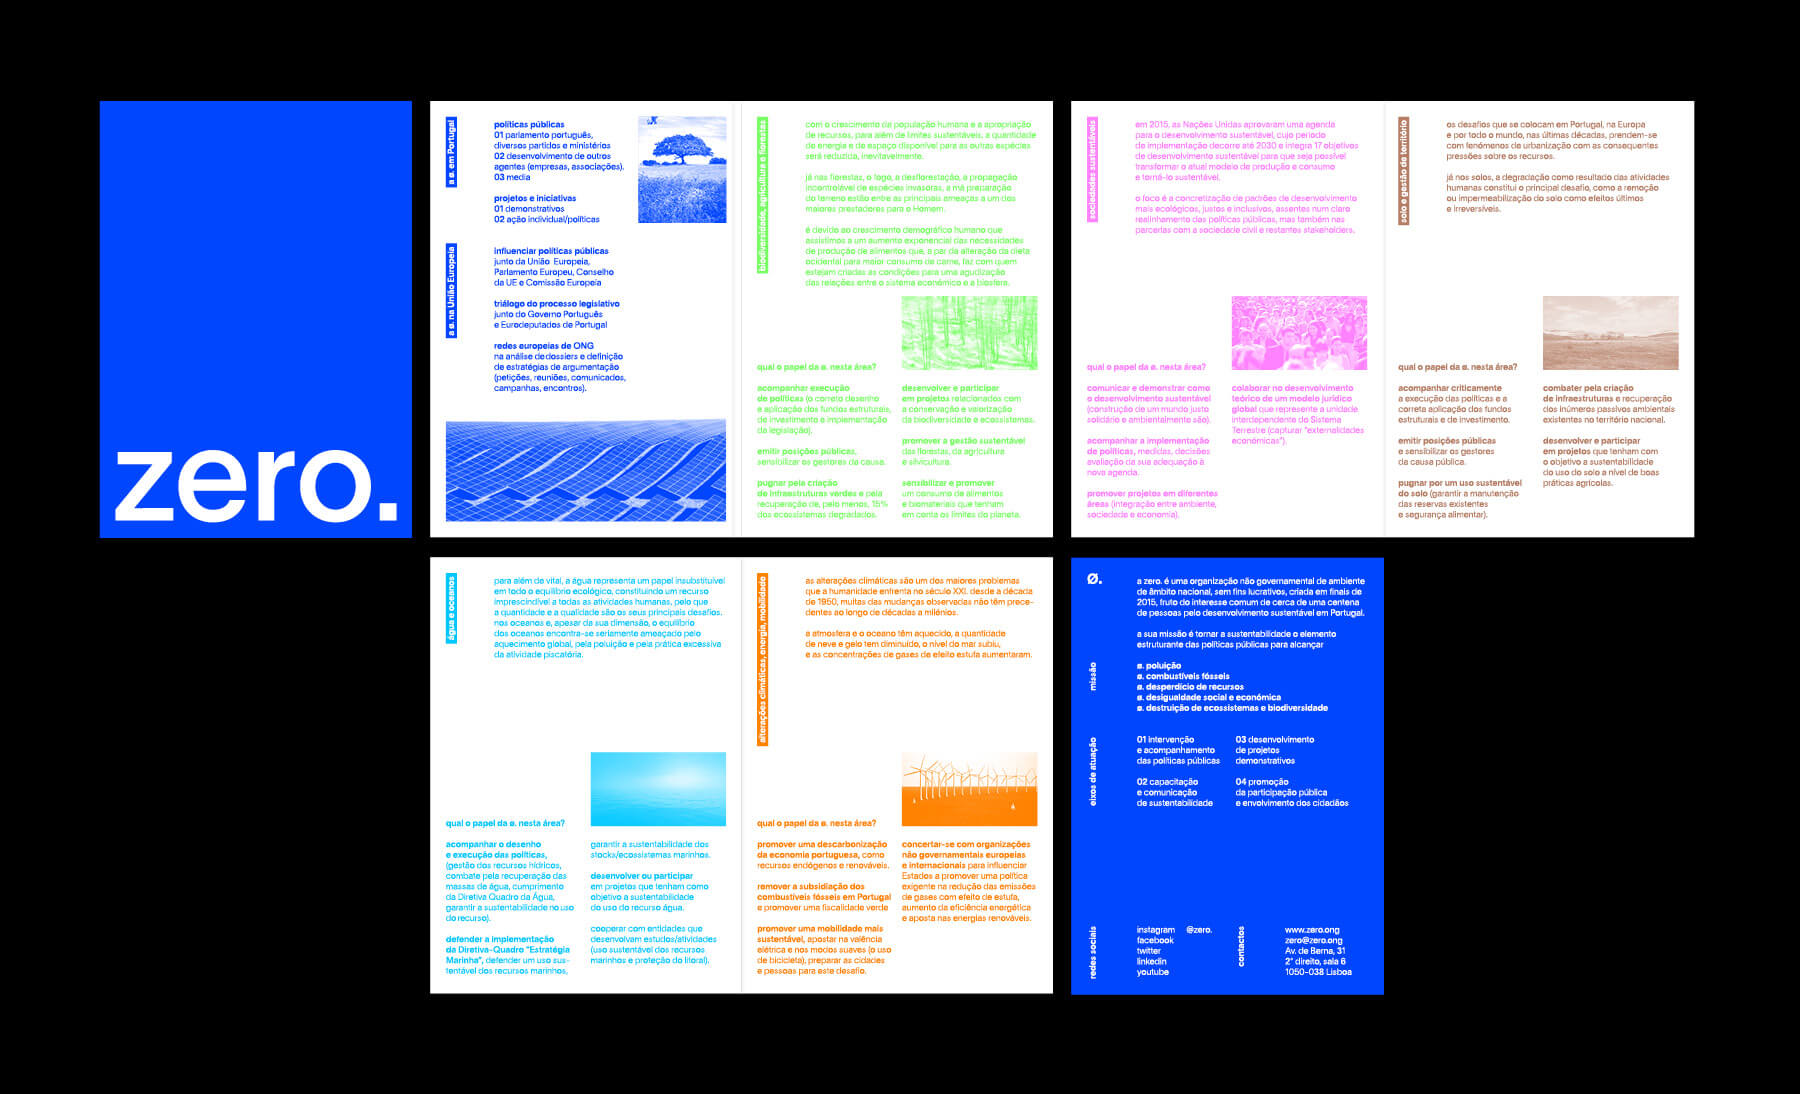 zero.
a ø. em Portugal
políticas públicas
01 parlamento português,
diversos partidos e ministérios
02 desenvolvimento de outros
agentes (empresas, associações).
03 media
projetos e iniciativas
01 demonstrativos
02 ação individual/políticas
a ø. na União Europeia
influenciar políticas públicas
junto da União Europeia,
Parlamento Europeu, Conselho
da UE e Comissão Europeia
triálogo do processo legislativo
junto do Governo Português
e Eurodeputados de Portugal
redes europeias de ONG
na análise de dossiers e definição
de estratégias de argumentação
(petições, reuniões, comunicados,
campanhas, encontros).
biodiversidade, agricultura e florestas
com o crescimento da população humana e a apropriação
de recursos, para além de limites sustentáveis, a quantidade
de energia e de espaço disponível para as outras espécies
será reduzida, inevitavelmente.
já nas florestas, o fogo, a desflorestação, a propagação
incontrolável de espécies invasoras, a má preparação
do terreno estão entre as principais ameaças a um dos
maiores prestadores para o Homem.
é devido ao crescimento demográfico humano que
assistimos a um aumento exponencial das necessidades
de produção de alimentos que, a par da alteração da dieta
ocidental para maior consumo de carne, faz com quem
estejam criadas as condições para uma agudização
das relações entre o sistema económico e a biosfera.
qual o papel da ø. nesta área?
acompanhar execução
de políticas (o correto desenho
e aplicação dos fundos estruturais,
de investimento e implementação
da legislação).
emitir posições públicas,
sensibilizar os gestores da causa.
pugnar pela criação
de infraestruturas verdes e pela
recuperação de, pelo menos, 15%
dos ecossistemas degradados.
desenvolver e participar
em projetos relacionados com
a conservação e valorização
da biodiversidade e ecossistemas.
promover a gestão sustentável
das florestas, da agricultura
e silvicultura.
sensibilizar e promover
um consumo de alimentos
e biomateriais que tenham
em conta os limites do planeta.
sociedades sustentáveis
em 2015, as Nações Unidas aprovaram uma agenda
para o desenvolvimento sustentável, cujo período
de implementação decorre até 2030 e integra 17 objetivos
de desenvolvimento sustentável para que seja possível
transformar o atual modelo de produção e consumo
e torná-lo sustentável.
o foco é a concretização de padrões de desenvolvimento
mais ecológicos, justos e inclusivos, assentes num claro
realinhamento das políticas públicas, mas também nas
parcerias com a sociedade civil e restantes stakeholders.
qual o papel da ø. nesta área?
comunicar e demonstrar como
o desenvolvimento sustentável
(construção de um mundo justo
solidário e ambientalmente são).
acompanhar a implementação
de políticas, medidas, decisões
avaliação da sua adequação à
nova agenda.
promover projetos em diferentes
áreas (integração entre ambiente,
sociedade e economia).
colaborar no desenvolvimento
teórico de um modelo jurídico
global que represente a unidade
interdependente do Sistema
Terrestre (capturar "externalidades
económicas").
solo e gestão de território
os desafios que se colocam em Portugal, na Europa
e por todo o mundo, nas últimas décadas, prendem-se
com fenómenos de urbanização com as consequentes
pressões sobre os recursos.
já nos solos, a degradação como resultado das atividades
humanas constitui o principal desafio, como a remoção
ou impermeabilização do solo como efeitos últimos
e irreversíveis.
qual o papel da ø. nesta área?
acompanhar criticamente
a execução das políticas e a
correta aplicação dos fundos
estruturais e de investimento.
emitir posições públicas
e sensibilizar os gestores
da causa pública.
pugnar por um uso sustentável
do solo (garantir a manutenção
das reservas existentes
e segurança alimentar).
combater pela criação
de infraestruturas e recuperação
dos inúmeros passivos ambientais
existentes no território nacional.
desenvolver e participar
em projetos que tenham com
o objetivo a sustentabilidade
do uso do solo a nível de boas
práticas agrícolas.
água e oceanos
para além de vital, a água representa um papel insubstituível
em todo o equilíbrio ecológico, constituindo um recurso
imprescindível a todas as atividades humanas, pelo que
a quantidade e a qualidade são os seus principais desafios.
nos oceanos e, apesar da sua dimensão, o equilíbrio
dos oceanos encontra-se seriamente ameaçado pelo
aquecimento global, pela poluição e pela prática excessiva
da atividade piscatória.
qual o papel da ø. nesta área?
acompanhar o desenho
e execução das políticas,
(gestão dos recursos hídricos,
combate pela recuperação das
massas de água, cumprimento
da Diretiva Quadro da Água,
garantir a sustentabilidade no uso
do recurso).
defender a implementação
da Diretiva-Quadro "Estratégia
Marinha", defender um uso sus-
tentável dos recursos marinhos,
garantir a sustentabilidade dos
stocks/ecossistemas marinhos.
desenvolver ou participar
em projetos que tenham como
objetivo a sustentabilidade
do uso do recurso água.
cooperar com entidades que
desenvolvam estudos/atividades
(uso sustentável dos recursos
marinhos e proteção do litoral).
alterações climáticas, energia, mobilidade
as alterações climáticas são um dos maiores problemas
que a humanidade enfrenta no século XXI. desde a década
de 1950, muitas das mudanças observadas não têm prece-
dentes ao longo de décadas a milénios.
a atmosfera e o oceano têm aquecido, a quantidade
de neve e gelo tem diminuído, o nível do mar subiu,
e as concentrações de gases de efeito estufa aumentaram.
qual o papel da ø. nesta área?
promover uma descarbonização
da economia portuguesa, como
recursos endógenos e renováveis.
remover a subsidiação dos
combustíveis fósseis em Portugal
e promover uma fiscalidade verde
promover uma mobilidade mais
sustentável, apostar na valência
elétrica e nos modos suaves (o uso
de bicicleta), preparar as cidades
e pessoas para este desafio.
concertar-se com organizações
não governamentais europeias
e internacionais para influenciar
Estados a promover uma política
exigente na redução das emissões
de gases com efeito de estufa,
aumento da eficiência energética
e aposta nas energias renováveis.
Ø.
a zero. é uma organização não governamental de ambiente
de âmbito nacional, sem fins lucrativos, criada em finais de
2015, fruto do interesse comum de cerca de uma centena
de pessoas pelo desenvolvimento sustentável em Portugal.
a sua missão é tornar a sustentabilidade o elemento
estruturante das políticas públicas para alcançar
missão
ø. poluição
ø. combustíveis fósseis
ø. desperdício de recursos
ø. desigualdade social e económica
ø. destruição de ecossistemas e biodiversidade
eixos de atuação
01 intervenção
e acompanhamento
das políticas públicas
02 capacitação
e comunicação
de sustentabilidade
03 desenvolvimento
de projetos
demonstrativos
04 promoção
da participação pública
e envolvimento dos cidadãos
redes sociais
instagram @zero.
facebook
twitter
linkedin
youtube
contactos
www.zero.ong
zero@zero.ong
Av. de Berna, 31
2º direito, sala 6
1050-038 Lisboa